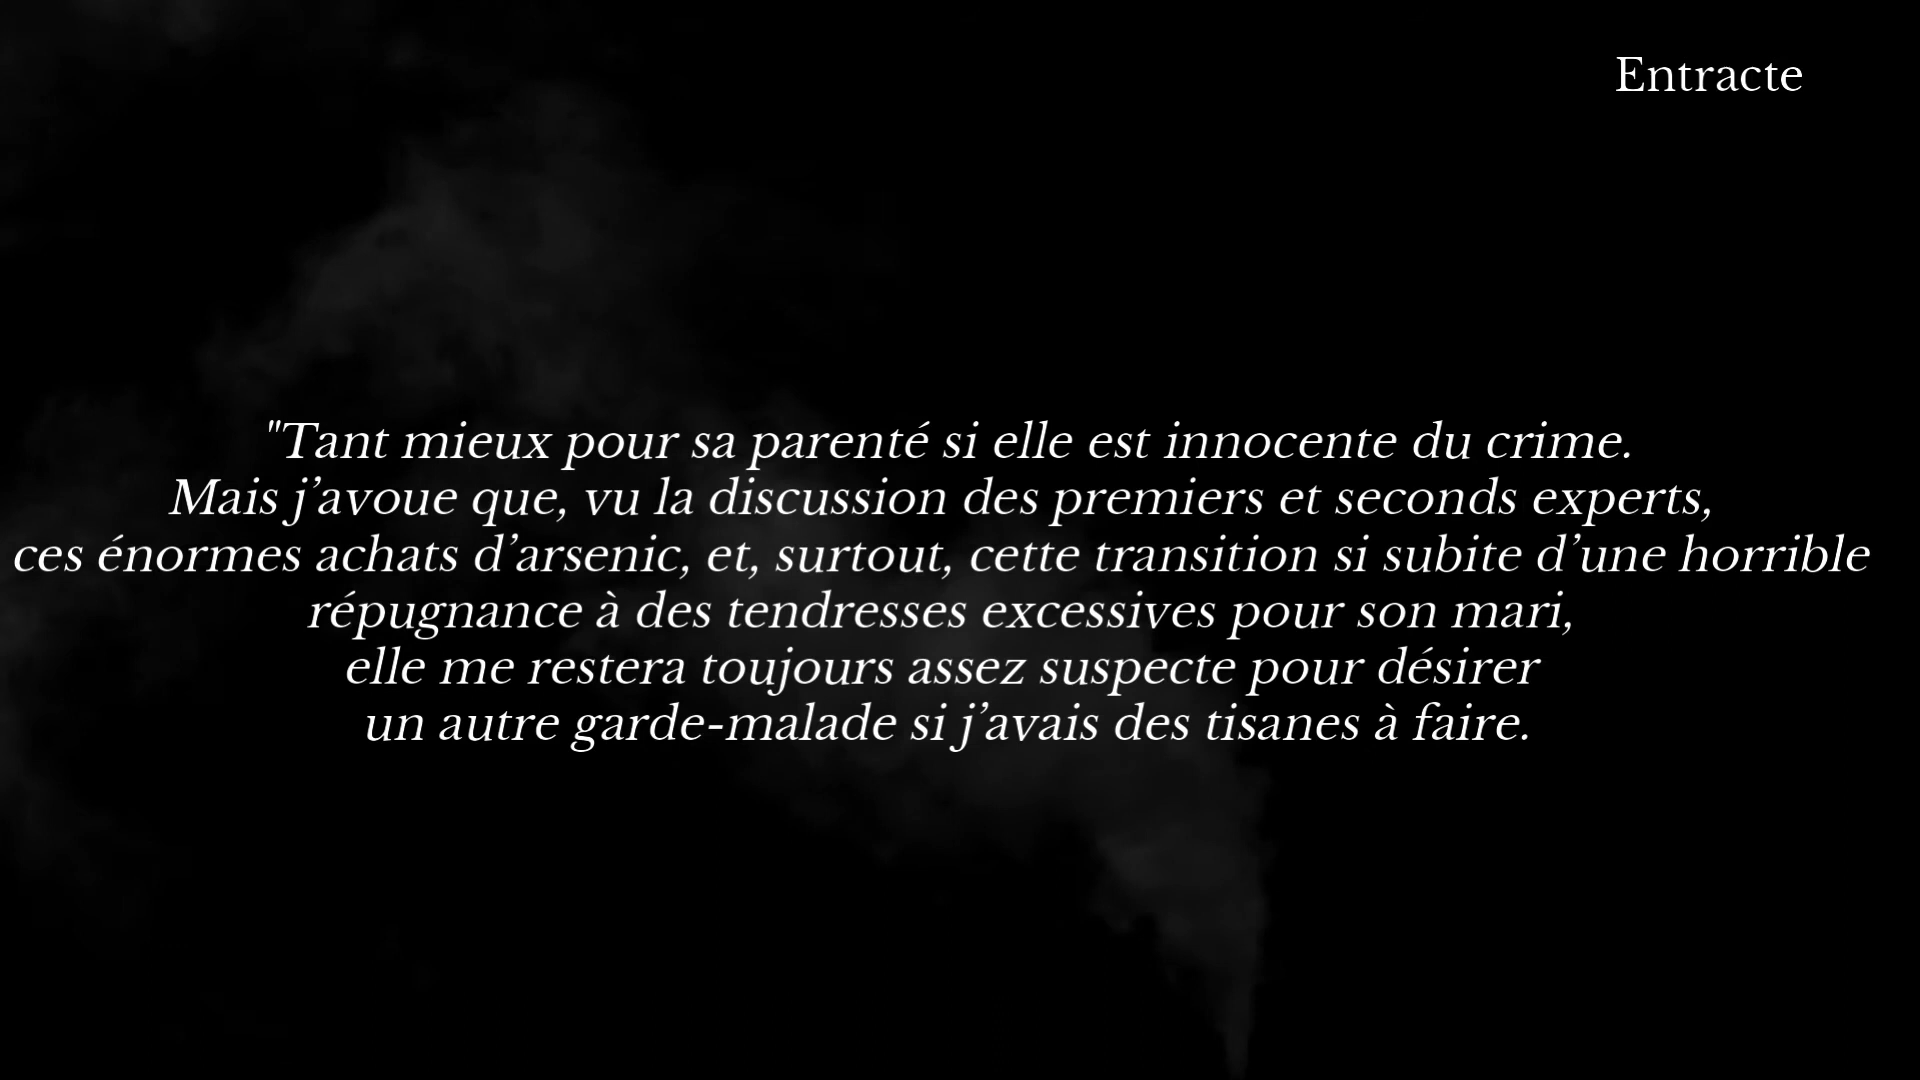 Entracte
"Tant mieux pour sa parenté si elle est innocente du crime.
Mais j’avoue que, vu la discussion des premiers et seconds experts,
ces énormes achats d’arsenic, et, surtout, cette transition si subite d’une horrible
répugnance à des tendresses excessives pour son mari,
elle me restera toujours assez suspecte pour désirer
un autre garde-malade si j’avais des tisanes à faire.